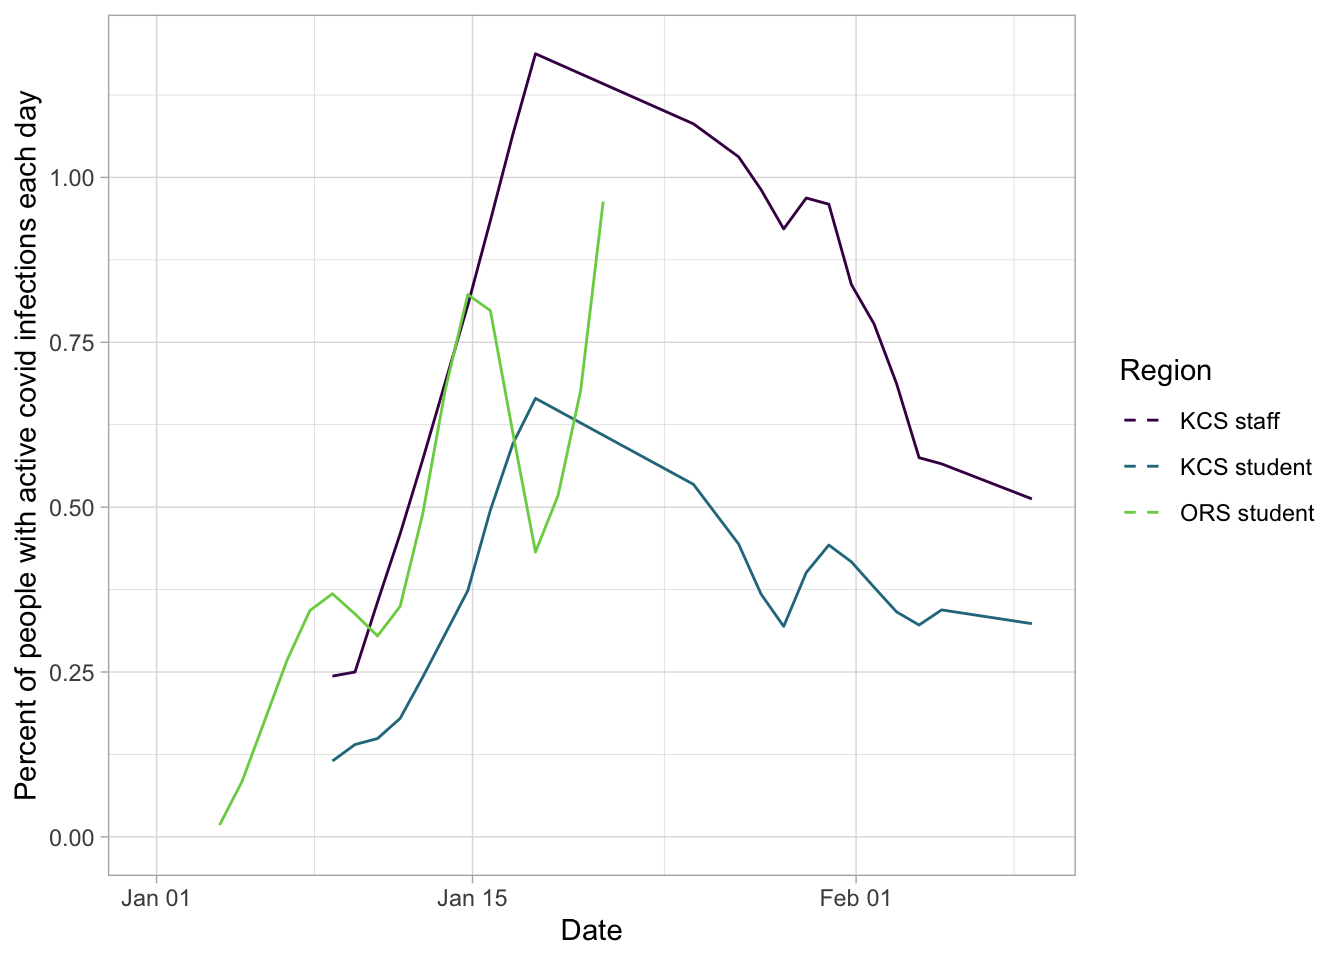 Percent of people with active covid infections each day
1.00
0.75
0.50
0.25
0.00
Jan 01
Jan 15
Feb 01
Date
Region
KCS staff
KCS student
ORS student